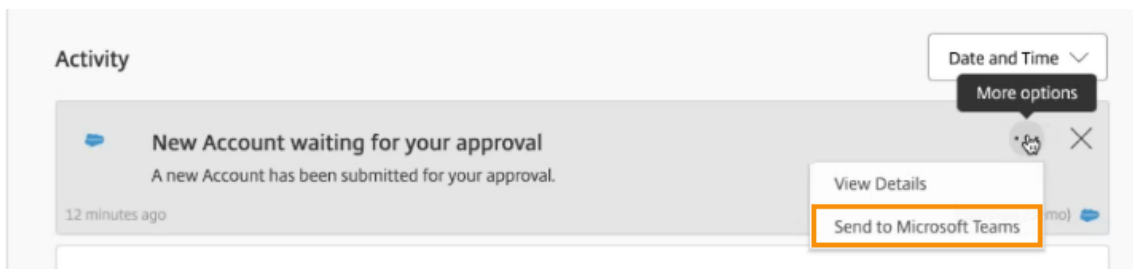 Activity
Date and Time
More options
New Account waiting for your approval
A new Account has been submitted for your approval.
View Details
12 minutes ago
emo)
Send to Microsoft Teams